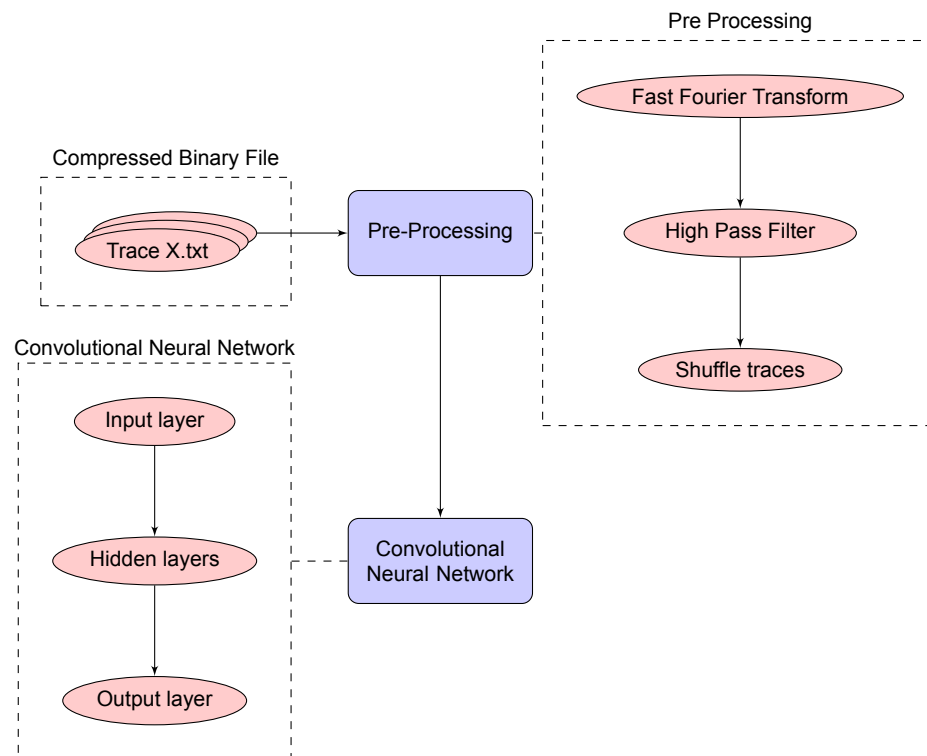 Pre Processing
Fast Fourier Transform
Compressed Binary File
Trace X.txt
Pre-Processing
High Pass Filter
Convolutional Neural Network
Shuffle traces
Input layer
Hidden layers
Convolutional
Neural Network
Output layer